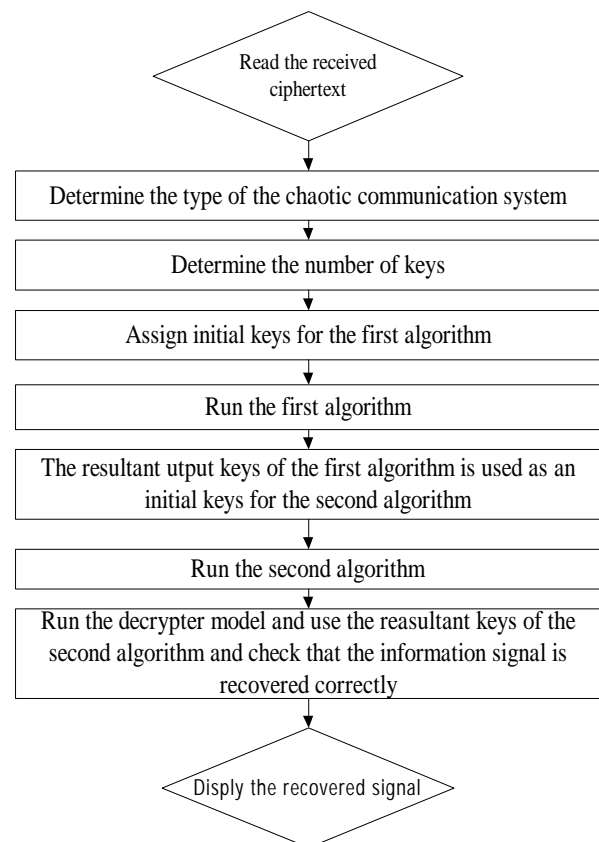 Read the received
ciphertext
Determine the type of the chaotic communication system
Determine the number of keys
Assign initial keys for the first algorithm
Run the first algorithm
The resultant utput keys of the first algorithm is used as an
initial keys for the second algorithm
Run the second algorithm
Run the decrypter model and use the reasultant keys of the
second algorithm and check that the information signal is
recovered correctly
Disply the recovered signal